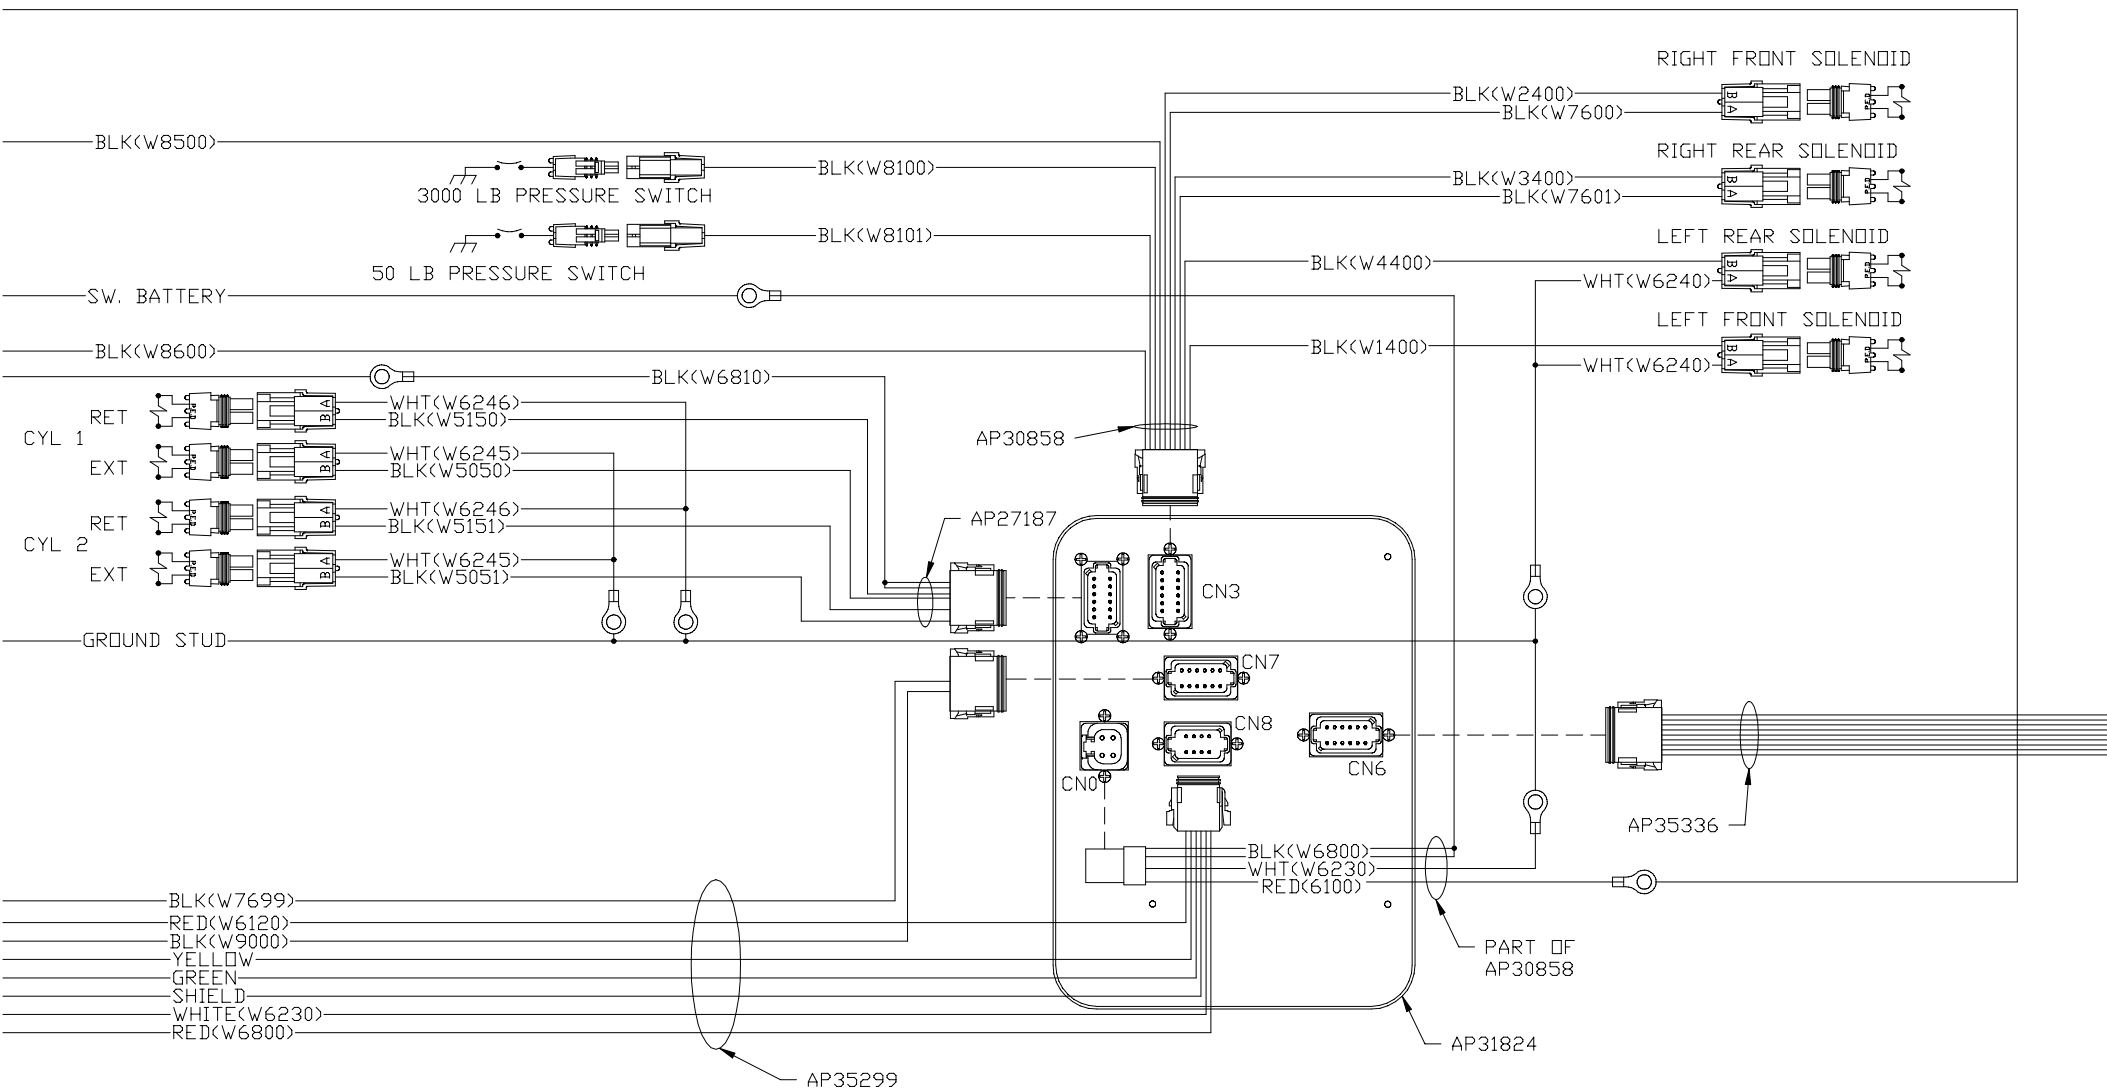 RIGHT FRONT SOLENOID
BLK(W2400)
BLK(W7600)
B
A
BLK(W8500)
RIGHT REAR SOLENOID
BLK(W8100)
3000 LB PRESSURE SWITCH
BLK(W3400)
BLK(W7601)
B
A
BLK(W8101)
50 LB PRESSURE SWITCH
LEFT REAR SOLENOID
BLK(W4400)
WHT(W6240)
B
A
SW. BATTERY
LEFT FRONT SOLENOID
BLK(W8600)
BLK(W1400)
WHT(W6240)
B
A
BLK(W6810)
CYL 1
RET
B A
WHT(W6246)
BLK(W5150)
EXT
B A
WHT(W6245)
BLK(W5050)
CYL 2
RET
B A
WHT(W6246)
BLK(W5151)
EXT
B A
WHT(W6245)
BLK(W5051)
AP30858
AP27187
CN3
GROUND STUD
CN7
CN8
CN0
CN6
AP35336
BLK(W6800)
WHT(W6230)
RED(6100)
PART OF
AP30858
BLK(W7699)
RED(W6120)
BLK(W9000)
YELLOW
GREEN
SHIELD
WHITE(W6230)
RED(W6800)
AP35299
AP31824